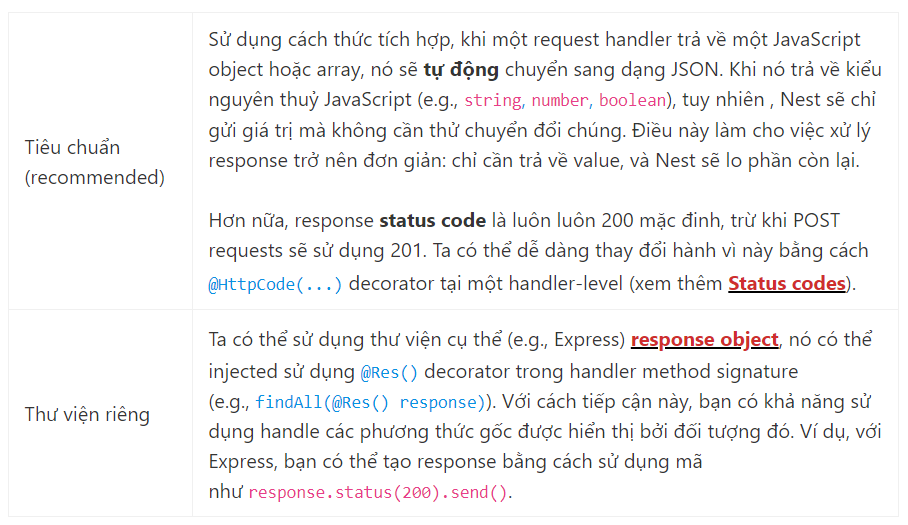 Sử dụng cách thức tích hợp, khi một request handler trả về một JavaScript
object hoặc array, nó sẽ tự động chuyển sang dạng JSON. Khi nó trả về kiểu
nguyên thuỷ JavaScript (e.g., string, number, boolean), tuy nhiên , Nest sẽ chỉ
gửi giá trị mà không cần thử chuyển đổi chúng. Điều này làm cho việc xử lý
response trở nên đơn giản: chỉ cần trả về value, và Nest sẽ lo phần còn lại.
Tiêu chuẩn
(recommended)
Hơn nữa, response status code là luôn luôn 200 mặc đinh, trừ khi POST
requests sẽ sử dụng 201. Ta có thể dễ dàng thay đổi hành vi này bằng cách
@HttpCode(...) decorator tại một handler-level (xem thêm Status codes).
Ta có thể sử dụng thư viện cụ thể (e.g., Express) response object, nó có thể
injected sử dụng @Res() decorator trong handler method signature
(e.g., findAll(@Res() response)). Với cách tiếp cận này, bạn có khả năng sử
Thư viện riêng
dụng handle các phương thức gốc được hiển thị bởi đối tượng đó. Ví dụ, với
Express, bạn có thể tạo response bằng cách sử dụng mã
như response.status(200).send().